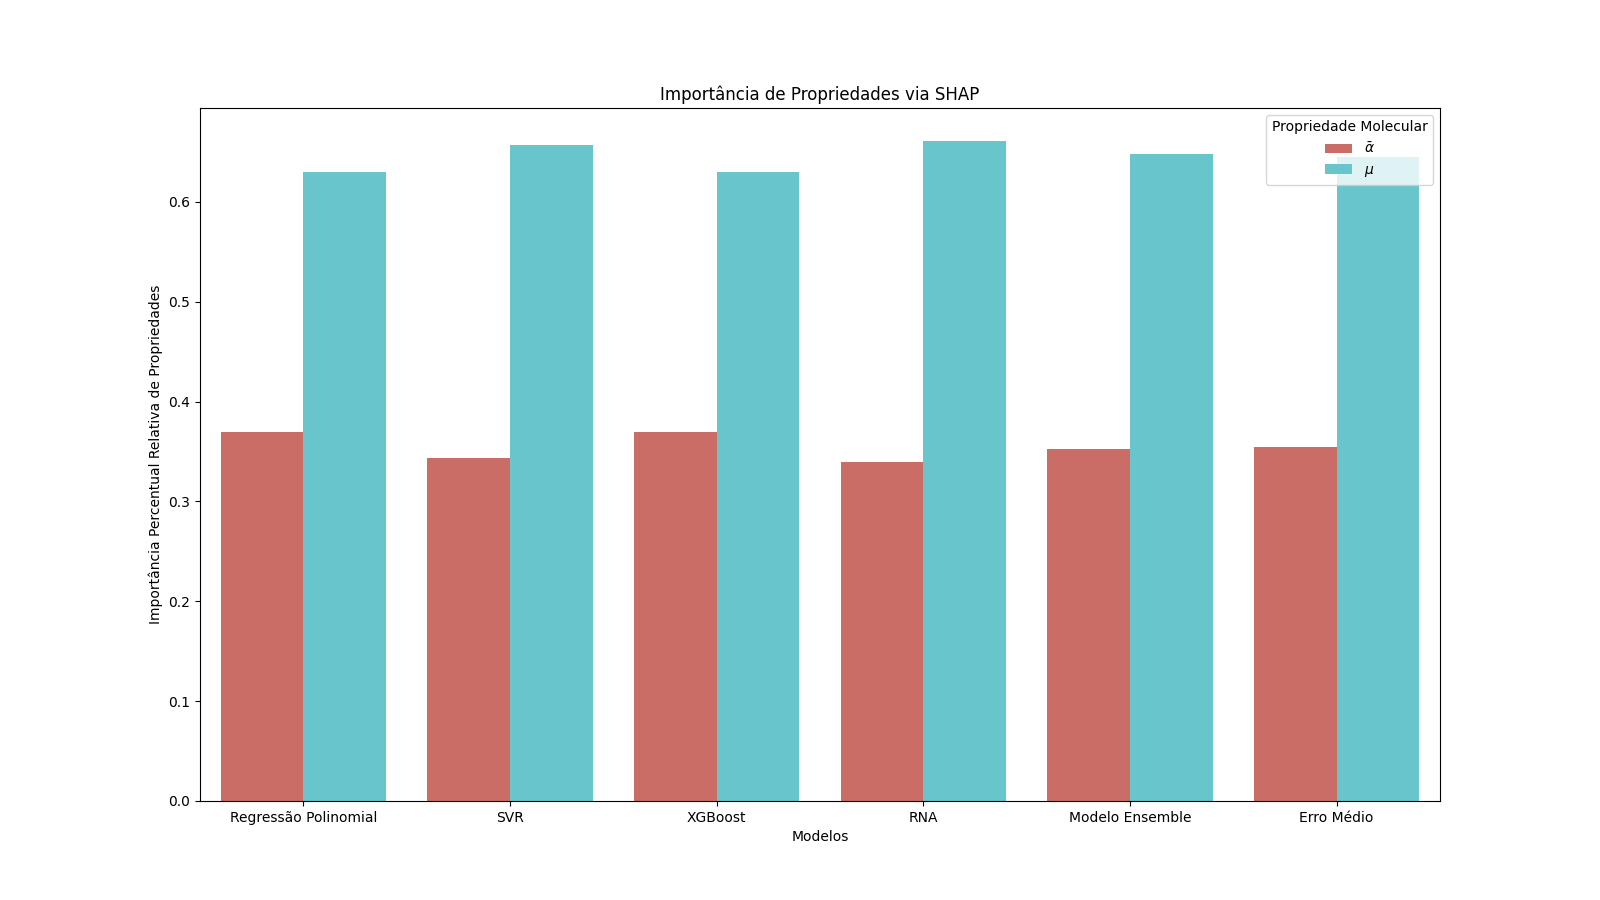 Importância de Propriedades via SHAP
Propriedade Molecular
ᾱ
μ
Importância Percentual Relativa de Propriedades
0.6
0.5
0.4
0.3
0.2
0.1
0.0
Regressão Polinomial SVR XGBoost RNA Modelo Ensemble Erro Médio
Modelos